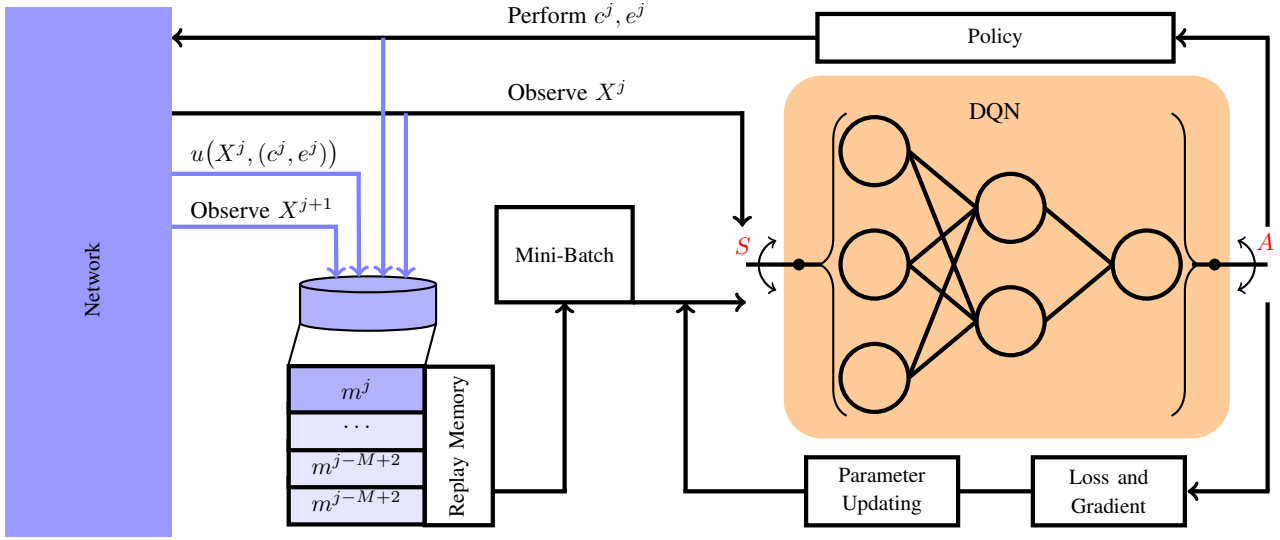 Perform c^j, e^j
Policy
Observe X^j
DQN
u(X^j, (c^j, e^j))
Observe X^{j+1}
Network
Mini-Batch
S
A
m^j
...
m^{j-M+2}
m^{j-M+2}
Replay Memory
Parameter
Updating
Loss and
Gradient